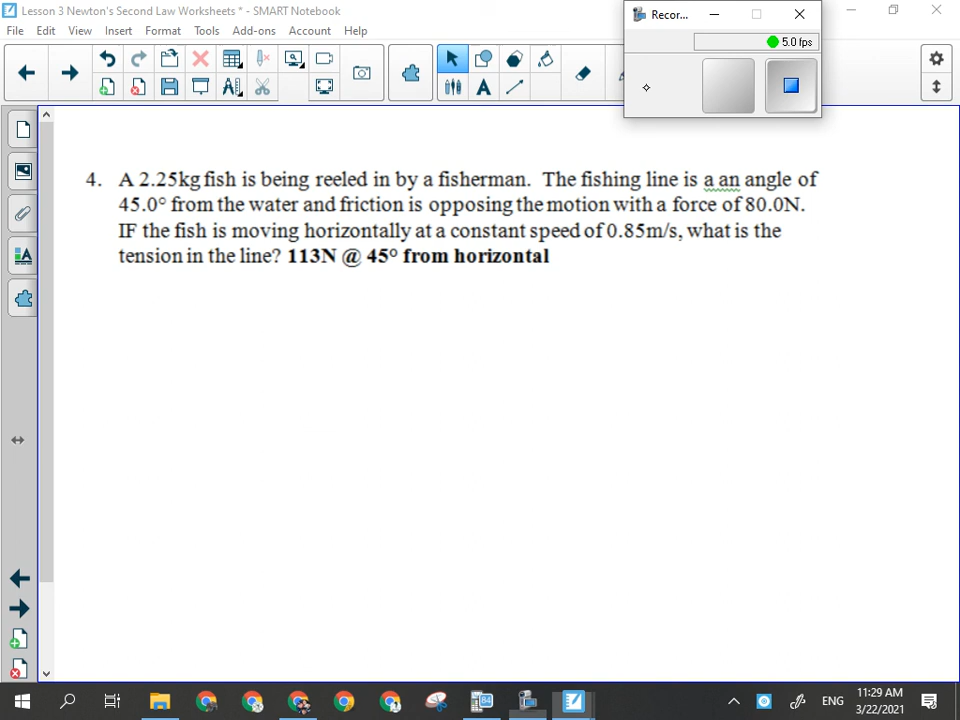 Lesson 3 Newton's Second Law Worksheets * - SMART Notebook
Recor...
File Edit View Insert Format Tools Add-ons Account Help
5.0 fps
4. A 2.25kg fish is being reeled in by a fisherman. The fishing line is a an angle of
45.0° from the water and friction is opposing the motion with a force of 80.0N.
IF the fish is moving horizontally at a constant speed of 0.85m/s, what is the
tension in the line? 113N @ 45° from horizontal
ENG
11:29 AM
3/22/2021